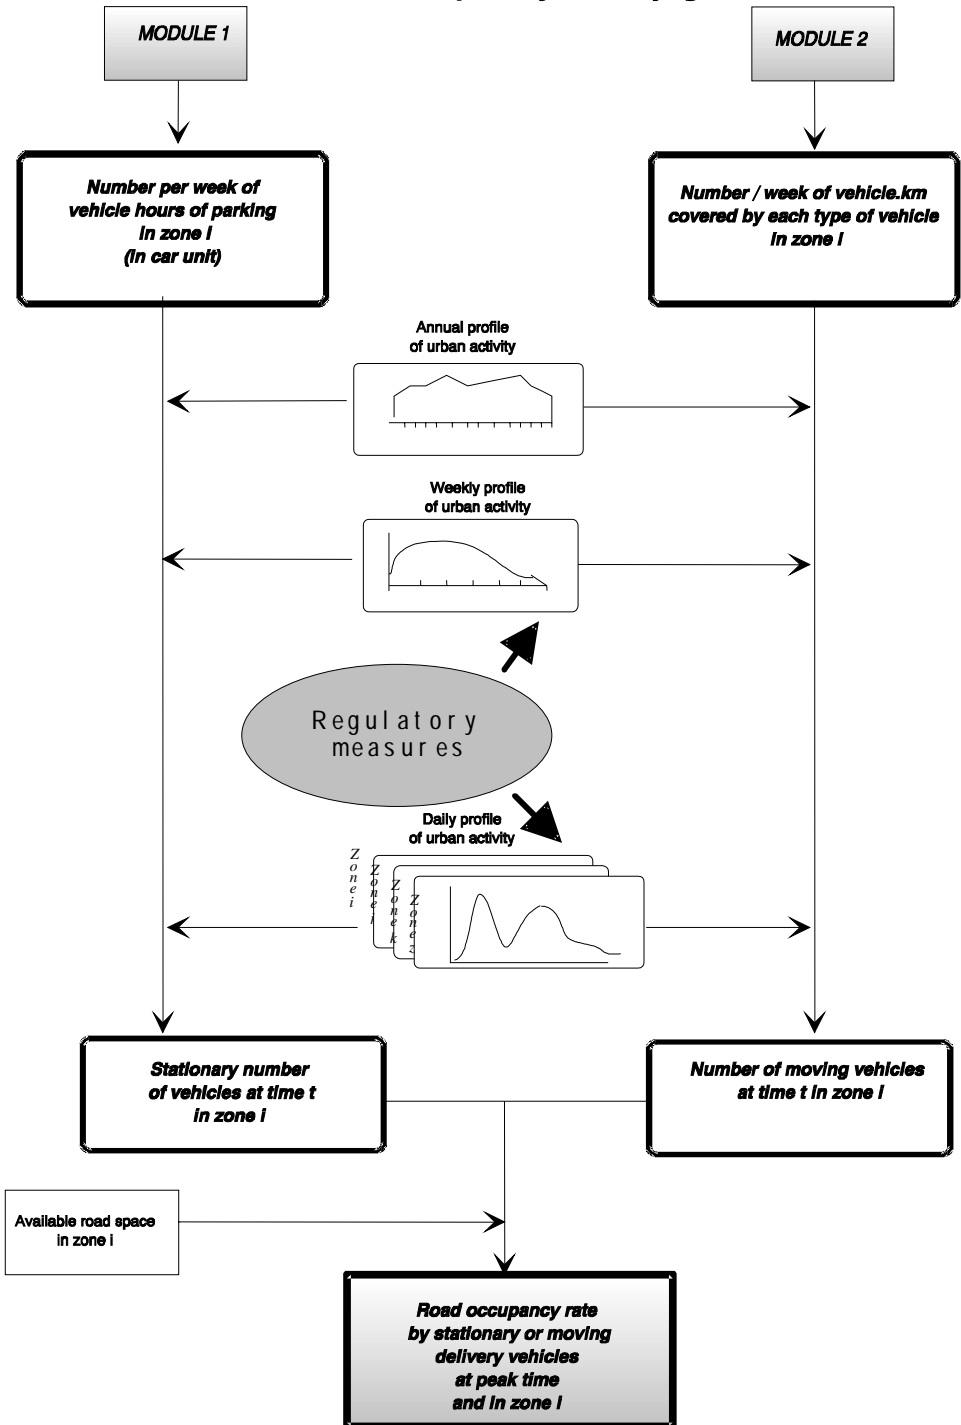 MODULE 1
MODULE 2
Number per week of
vehicle hours of parking
in zone i
(in car unit)
Number / week of vehicle.km
covered by each type of vehicle
in zone i
Annual profile
of urban activity
Weekly profile
of urban activity
Regulatory
measures
Daily profile
of urban activity
Zone i
Zone j
Zone k
Zone z
Stationary number
of vehicles at time t
in zone i
Number of moving vehicles
at time t in zone i
Available road space
in zone i
Road occupancy rate
by stationary or moving
delivery vehicles
at peak time
and in zone i